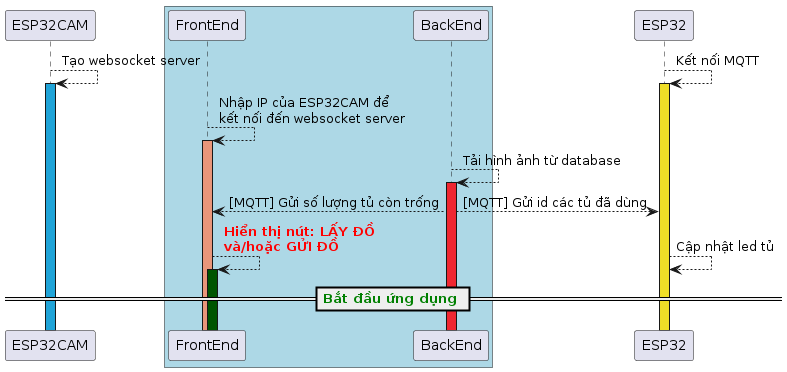 ESP32CAM
FrontEnd
BackEnd
ESP32
Tạo websocket server
Kết nối MQTT
Nhập IP của ESP32CAM để
kết nối đến websocket server
Tải hình ảnh từ database
[MQTT] Gửi số lượng tủ còn trống
[MQTT] Gửi id các tủ đã dùng
Hiển thị nút: LẤY ĐỒ
và/hoặc GỬI ĐỒ
Cập nhật led tủ
Bắt đầu ứng dụng
ESP32CAM
FrontEnd
BackEnd
ESP32